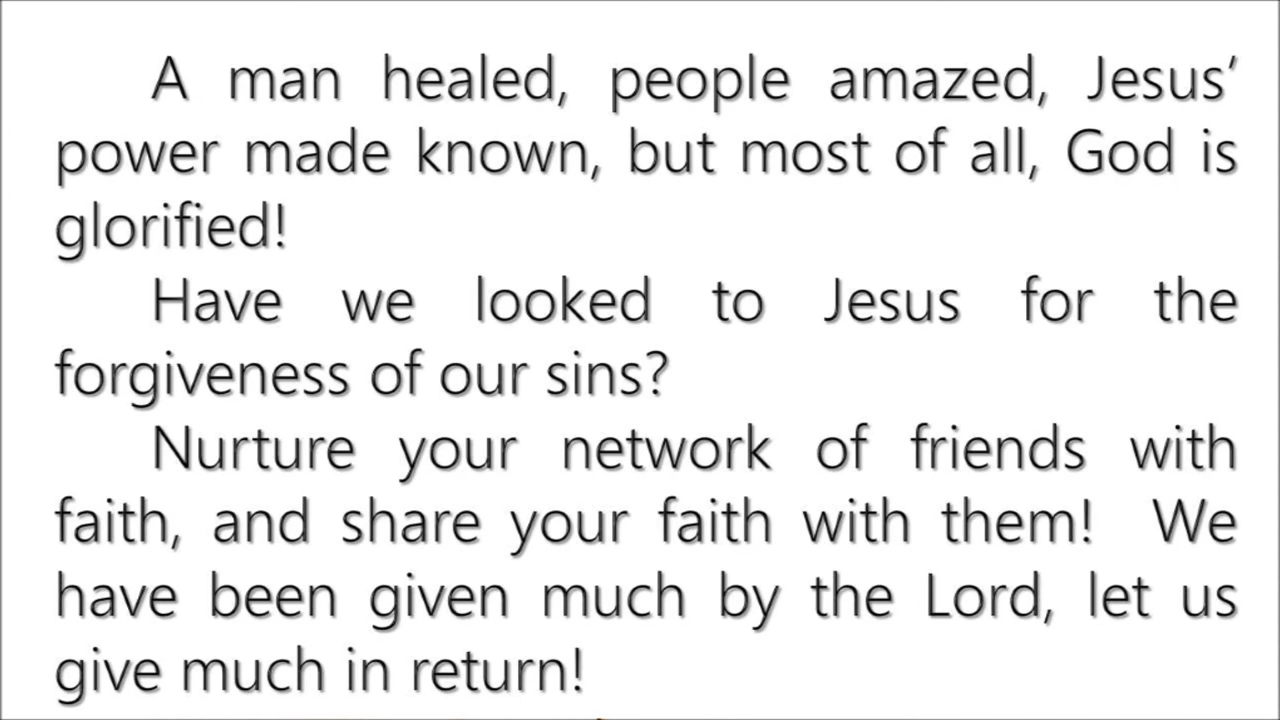 A man healed, people amazed, Jesus’
power made known, but most of all, God is
glorified!
Have we looked to Jesus for the
forgiveness of our sins?
Nurture your network of friends with
faith, and share your faith with them!  We
have been given much by the Lord, let us
give much in return!